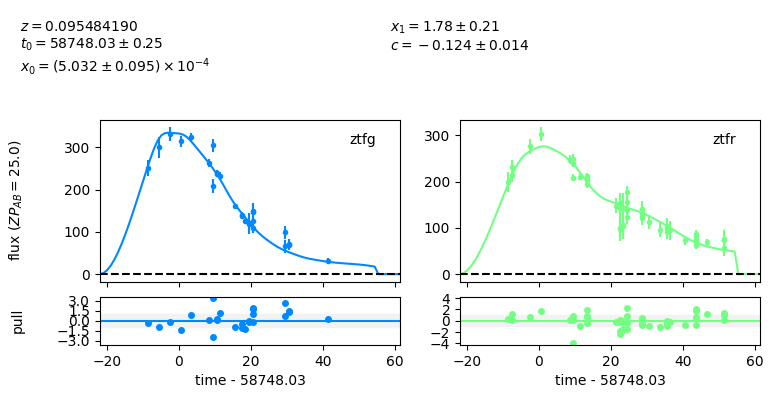 z = 0.095484190
t₀ = 58748.03 ± 0.25
x₀ = (5.032 ± 0.095) × 10⁻⁴
x₁ = 1.78 ± 0.21
c = −0.124 ± 0.014
flux (ZP_AB = 25.0)
ztfg
300
200
100
0
ztfr
300
200
100
0
pull
3.0
1.5
0.0
−1.5
−3.0
−20 0 20 40 60
time - 58748.03
4
2
0
−2
−4
−20 0 20 40 60
time - 58748.03